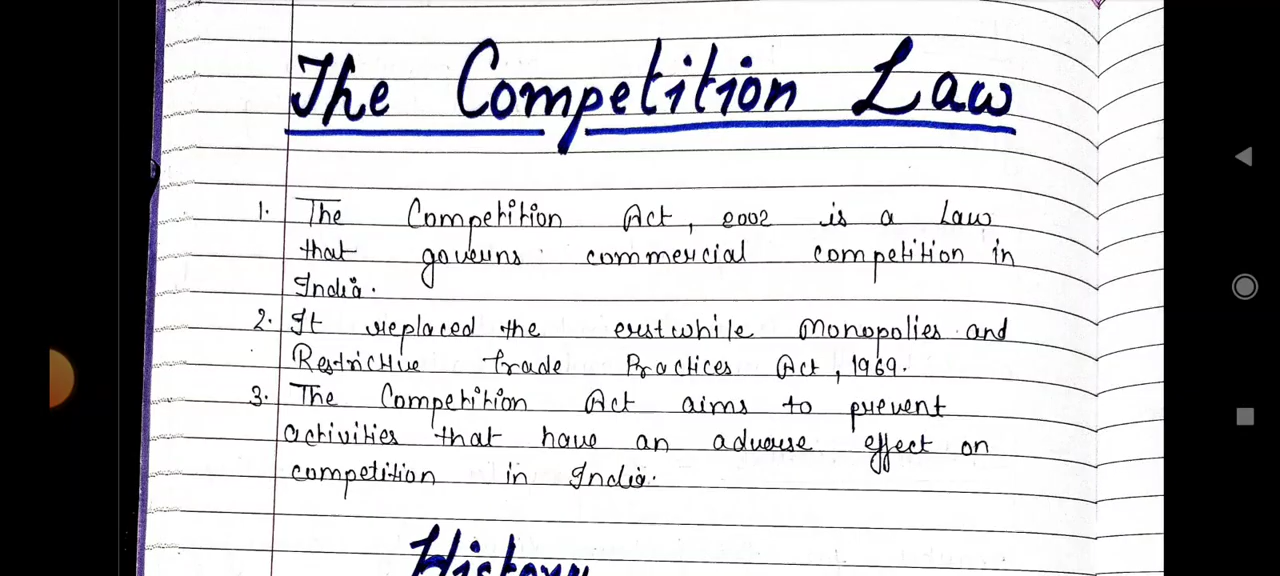 The Competition Law
1. The Competition Act, 2002 is a Law
that governs commercial competition in
India.
2. It replaced the erstwhile Monopolies and
Restrictive trade Practices Act, 1969.
3. The Competition Act aims to prevent
activities that have an adverse effect on
competition in India.
History